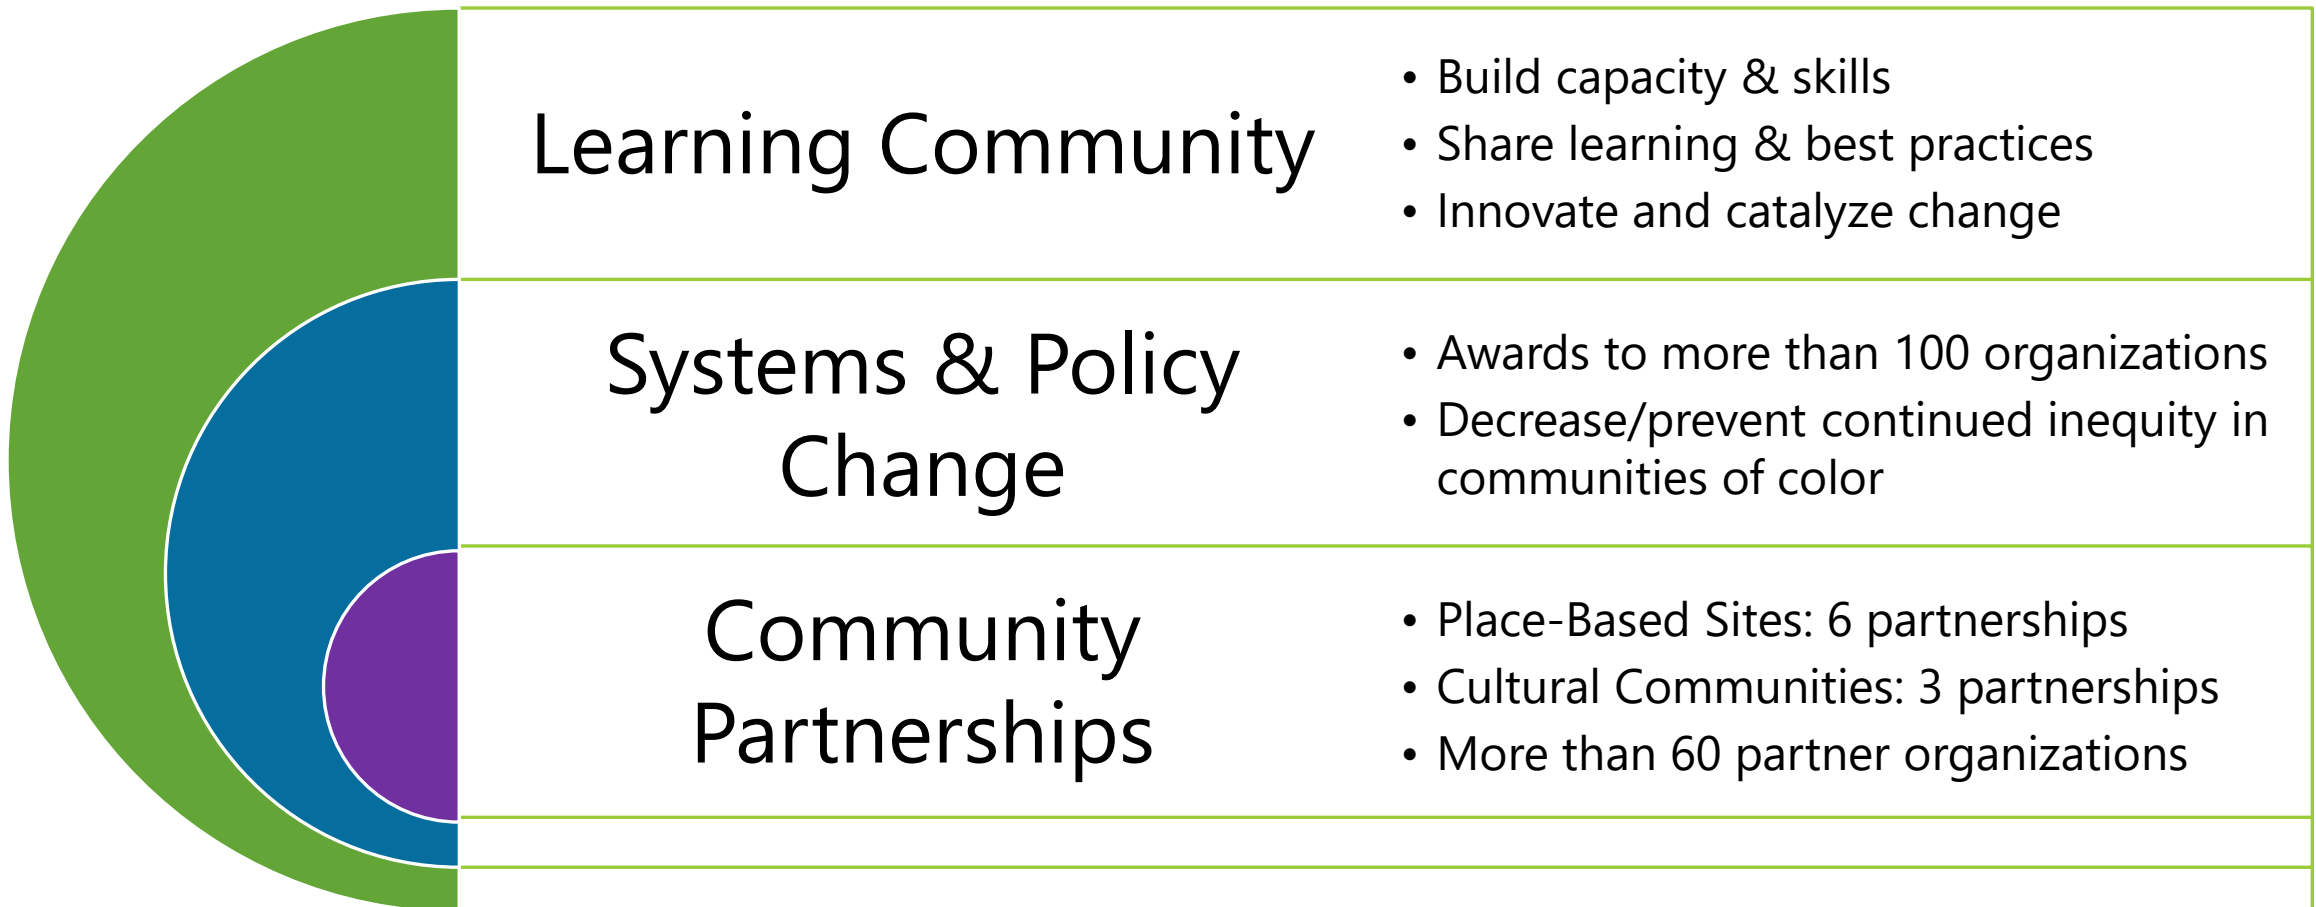 Learning Community
• Build capacity & skills
• Share learning & best practices
• Innovate and catalyze change
Systems & Policy
Change
• Awards to more than 100 organizations
• Decrease/prevent continued inequity in
communities of color
Community
Partnerships
• Place-Based Sites: 6 partnerships
• Cultural Communities: 3 partnerships
• More than 60 partner organizations